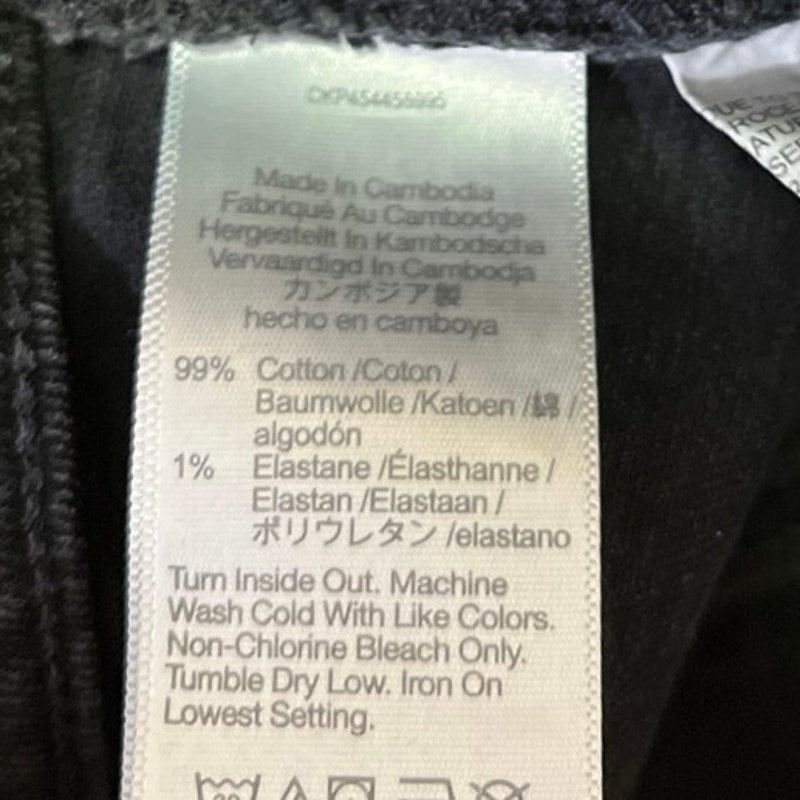 Made In Cambodia
Fabriqué Au Cambodge
Hergestellt In Kambodscha
Vervaardigd In Cambodja
カンボジア製
hecho en camboya
99% Cotton /Coton /
Baumwolle /Katoen /綿 /
algodón
1% Elastane /Élasthanne /
Elastan /Elastaan /
ポリウレタン /elastano
Turn Inside Out. Machine
Wash Cold With Like Colors.
Non-Chlorine Bleach Only.
Tumble Dry Low. Iron On
Lowest Setting.